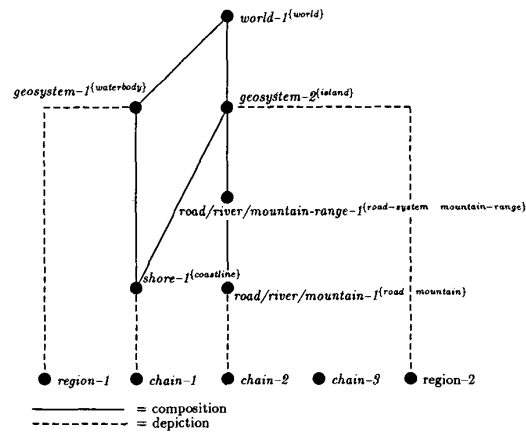 world-1{world}
geosystem-1{waterbody}
geosystem-2{island}
road/river/mountain-range-1{road-system mountain-range}
shore-1{coastline}
road/river/mountain-1{road mountain}
region-1
chain-1
chain-2
chain-3
region-2
= composition
= depiction